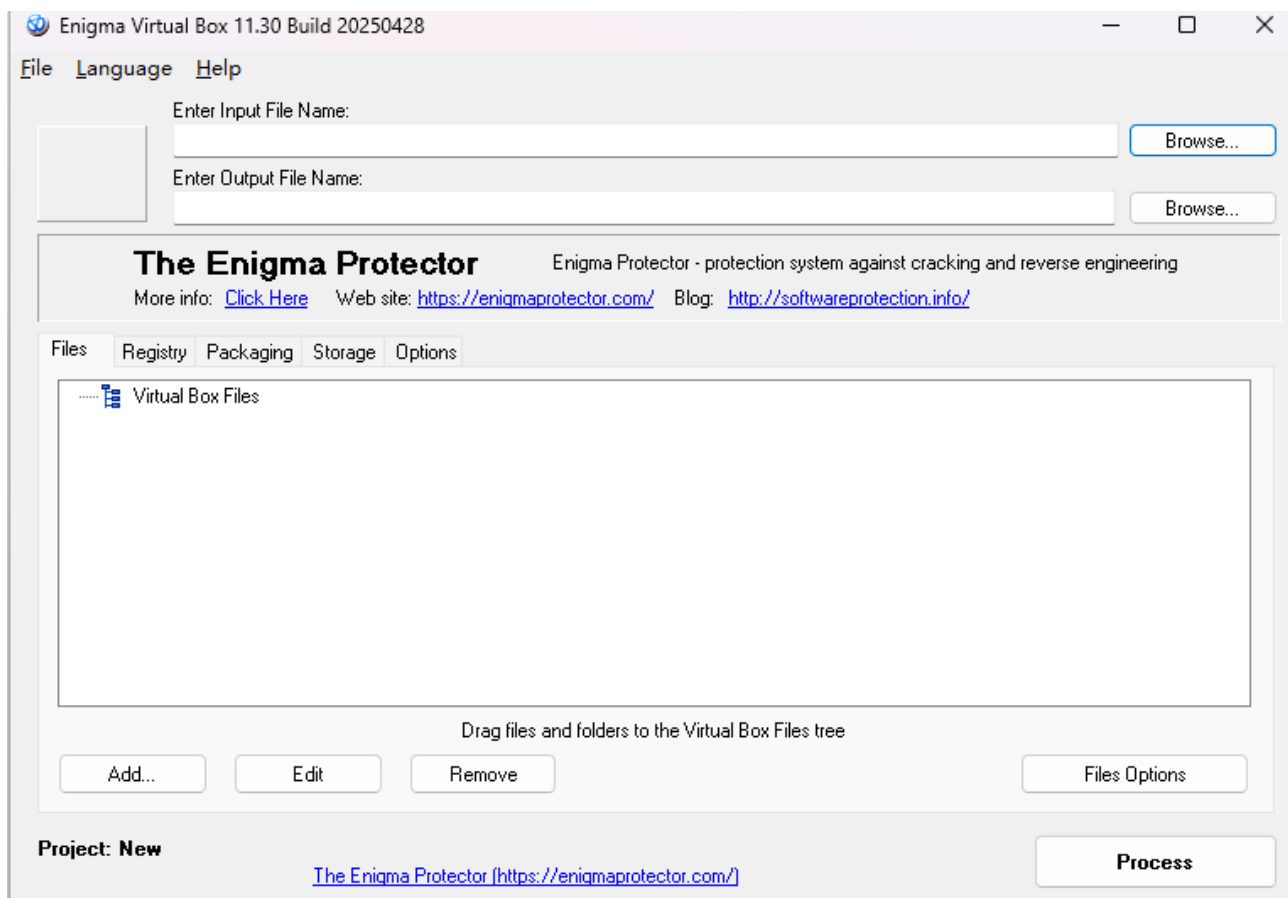 Enigma Virtual Box 11.30 Build 20250428
File Language Help
Enter Input File Name:
Browse...
Enter Output File Name:
Browse...
The Enigma Protector Enigma Protector - protection system against cracking and reverse engineering
More info: Click Here Web site: https://enigmaprotector.com/ Blog: http://softwareprotection.info/
Files Registry Packaging Storage Options
Virtual Box Files
Drag files and folders to the Virtual Box Files tree
Add... Edit Remove Files Options
Project: New
Process
The Enigma Protector (https://enigmaprotector.com/)